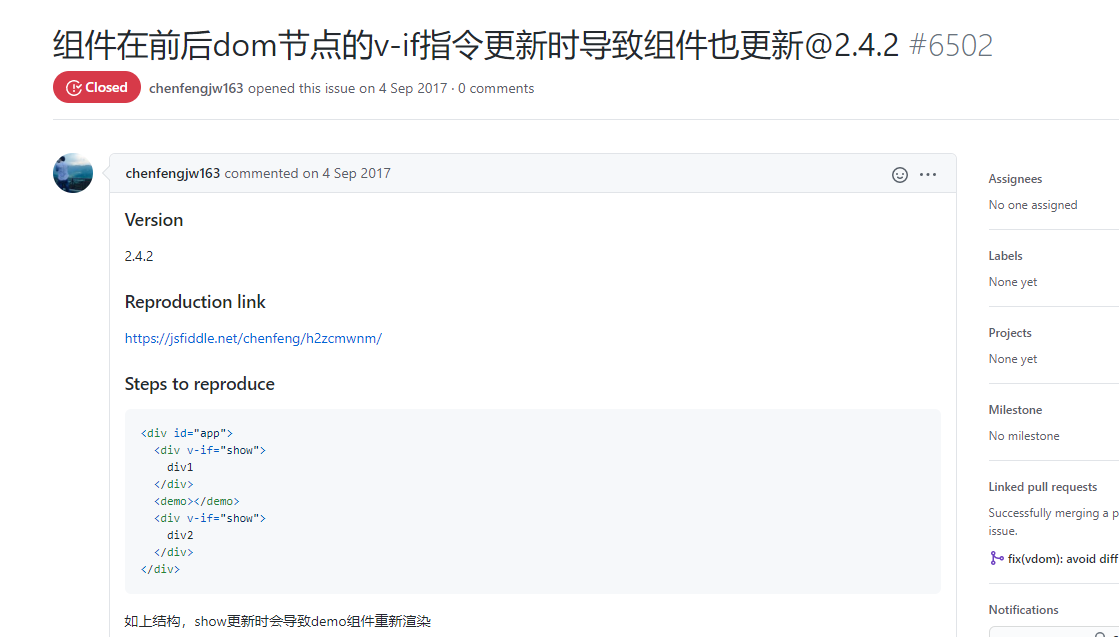 组件在前后dom节点的v-if指令更新时导致组件也更新@2.4.2 #6502
Closed chenfengjw163 opened this issue on 4 Sep 2017 · 0 comments
chenfengjw163 commented on 4 Sep 2017
Version
2.4.2
Reproduction link
https://jsfiddle.net/chenfeng/h2zcmwnm/
Steps to reproduce
<div id="app">
<div v-if="show">
div1
</div>
<demo></demo>
<div v-if="show">
div2
</div>
</div>
如上结构，show更新时会导致demo组件重新渲染
Assignees
No one assigned
Labels
None yet
Projects
None yet
Milestone
No milestone
Linked pull requests
Successfully merging a p
issue.
fix(vdom): avoid diff
Notifications